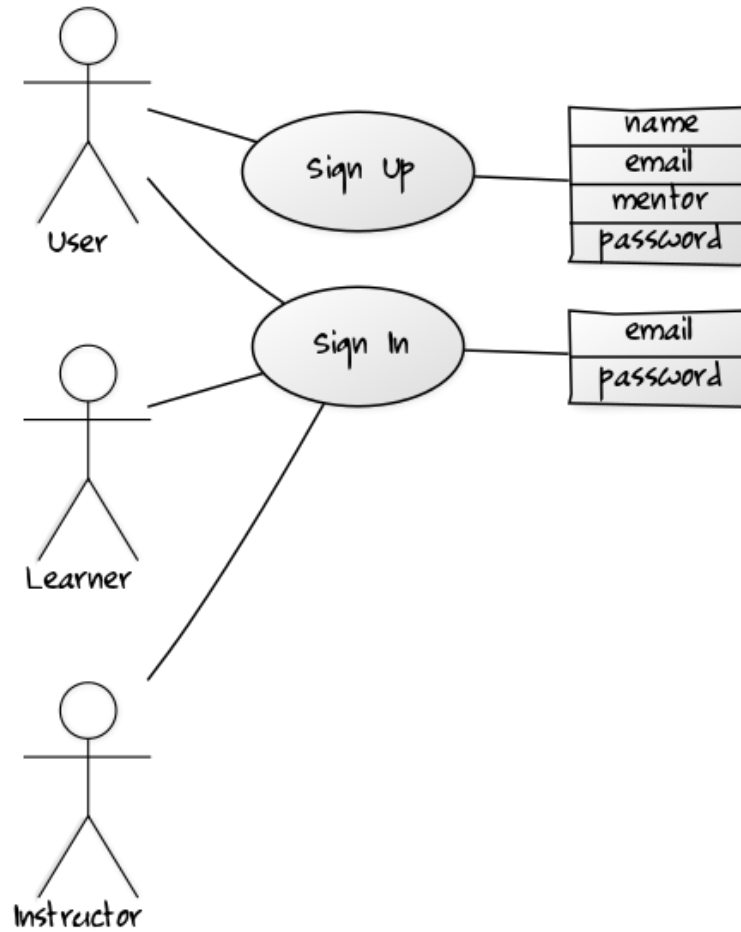 User
Sign Up
name
email
mentor
password
Sign In
email
password
Learner
Instructor